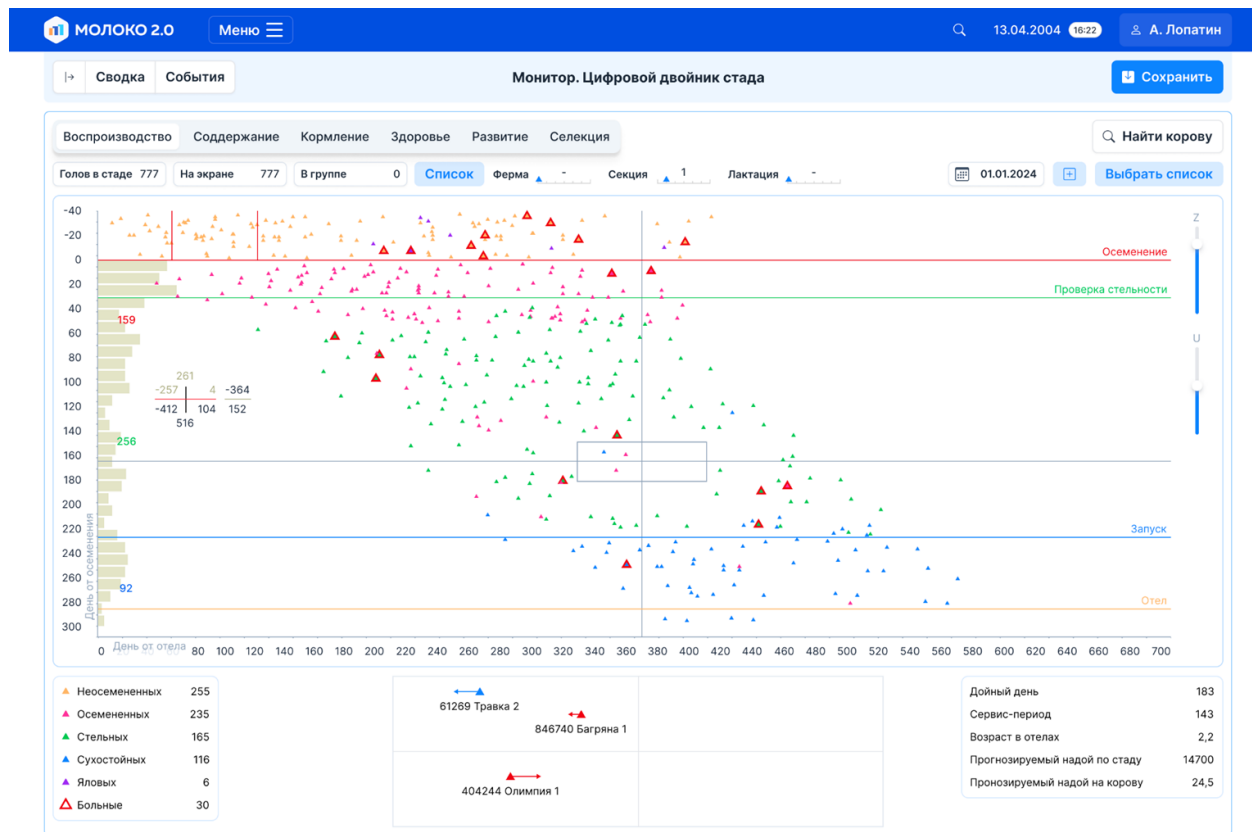 МОЛОКО 2.0 Меню 13.04.2004 16:22 А. Лопатин
Сводка События Монитор. Цифровой двойник стада Сохранить
Воспроизводство Соддержание Кормление Здоровье Развитие Селекция Найти корову
Голов в стаде 777 На экране 777 В группе 0 Список Ферма - Секция 1 Лактация - 01.01.2024 Выбрать список
-40
Z
-20
Осеменение
0
20
Проверка стельности
40
159
60
U
80
261
100
-257 4 -364
-412 104 152
120
516
140
256
160
180
200
220
Запуск
240
260
92
280
Отел
300
День от осеменения
День от отела
0 20 40 60 80 100 120 140 160 180 200 220 240 260 280 300 320 340 360 380 400 420 440 460 480 500 520 540 560 580 600 620 640 660 680 700
Неосемененных 255
Осемененных 235
Стельных 165
Сухостойных 116
Яловых 6
Больные 30
61269 Травка 2
846740 Багряна 1
404244 Олимпия 1
Дойный день 183
Сервис-период 143
Возраст в отелах 2,2
Прогнозируемый надой по стаду 14700
Пронозируемый надой на корову 24,5